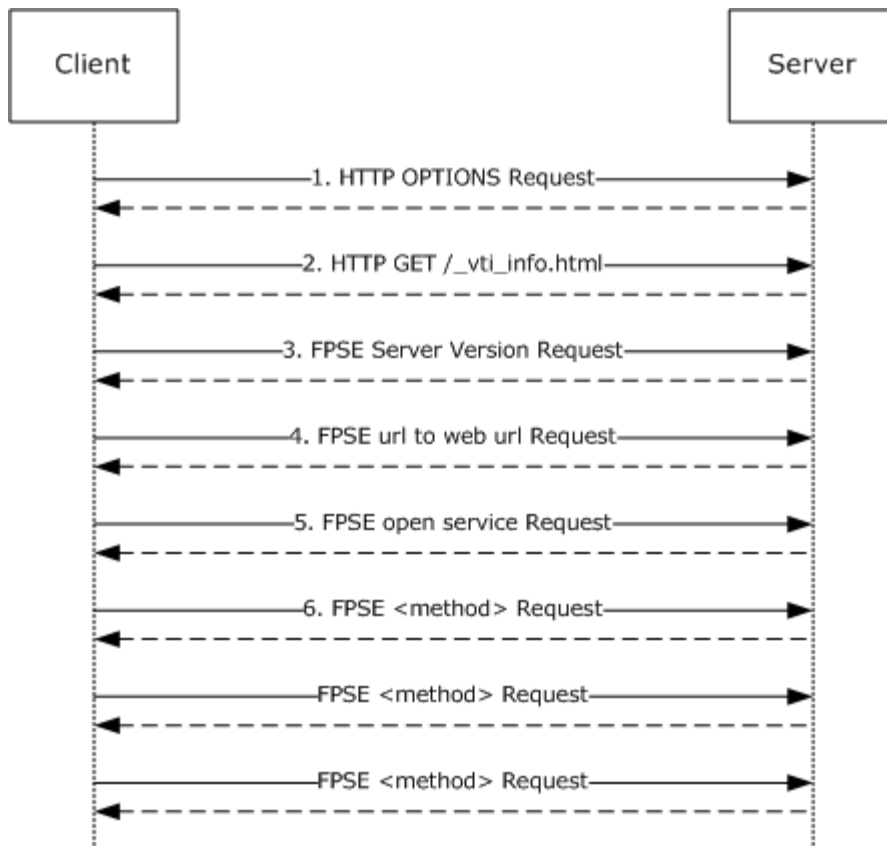 Client
Server
1. HTTP OPTIONS Request
2. HTTP GET /_vti_info.html
3. FPSE Server Version Request
4. FPSE url to web url Request
5. FPSE open service Request
6. FPSE <method> Request
FPSE <method> Request
FPSE <method> Request